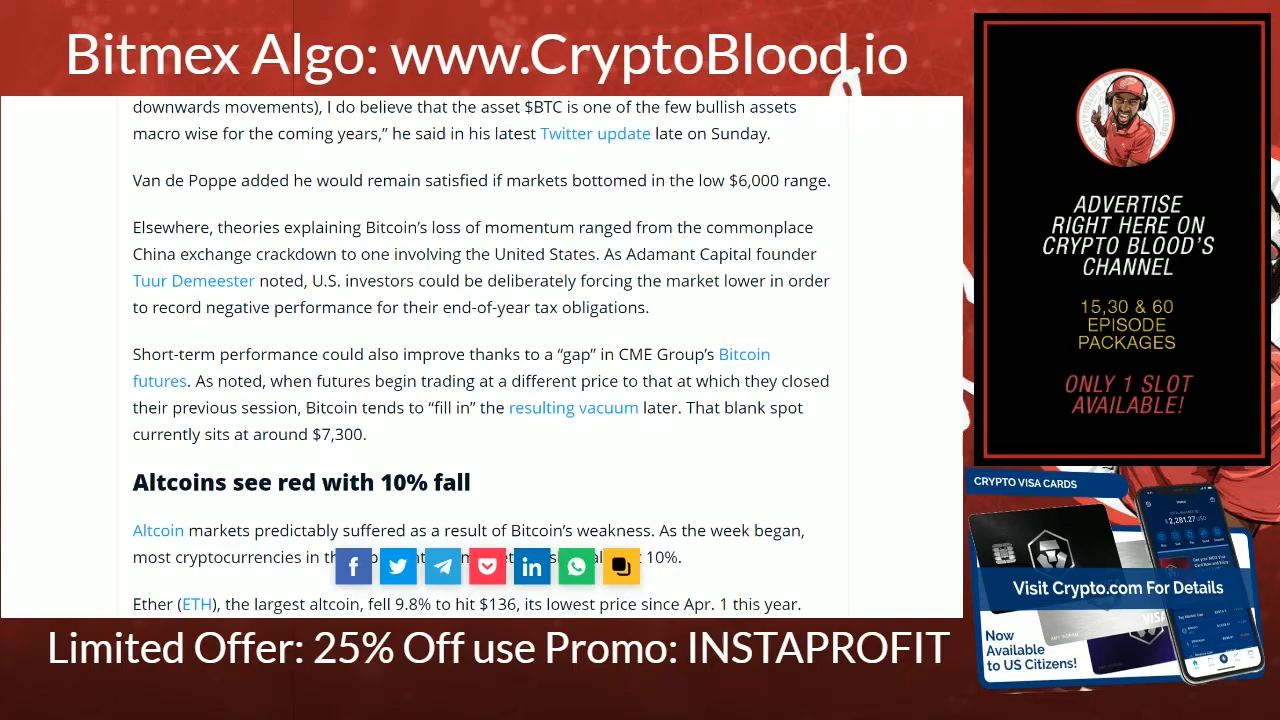 Bitmex Algo: www.CryptoBlood.io
downwards movements), I do believe that the asset $BTC is one of the few bullish assets
macro wise for the coming years,” he said in his latest Twitter update late on Sunday.
Van de Poppe added he would remain satisfied if markets bottomed in the low $6,000 range.
Elsewhere, theories explaining Bitcoin’s loss of momentum ranged from the commonplace
China exchange crackdown to one involving the United States. As Adamant Capital founder
Tuur Demeester noted, U.S. investors could be deliberately forcing the market lower in order
to record negative performance for their end-of-year tax obligations.
Short-term performance could also improve thanks to a “gap” in CME Group’s Bitcoin
futures. As noted, when futures begin trading at a different price to that at which they closed
their previous session, Bitcoin tends to “fill in” the resulting vacuum later. That blank spot
currently sits at around $7,300.
Altcoins see red with 10% fall
Altcoin markets predictably suffered as a result of Bitcoin’s weakness. As the week began,
most cryptocurrencies in 10%.
Ether (ETH), the largest altcoin, fell 9.8% to hit $136, its lowest price since Apr. 1 this year.
Limited Offer: 25% Off use Promo: INSTAPROFIT
ADVERTISE
RIGHT HERE ON
CRYPTO BLOOD'S
CHANNEL
15,30 & 60
EPISODE
PACKAGES
ONLY 1 SLOT
AVAILABLE!
CRYPTO VISA CARDS
$2,281.27
Visit Crypto.com For Details
VISA
Now
Available
to US Citizens!